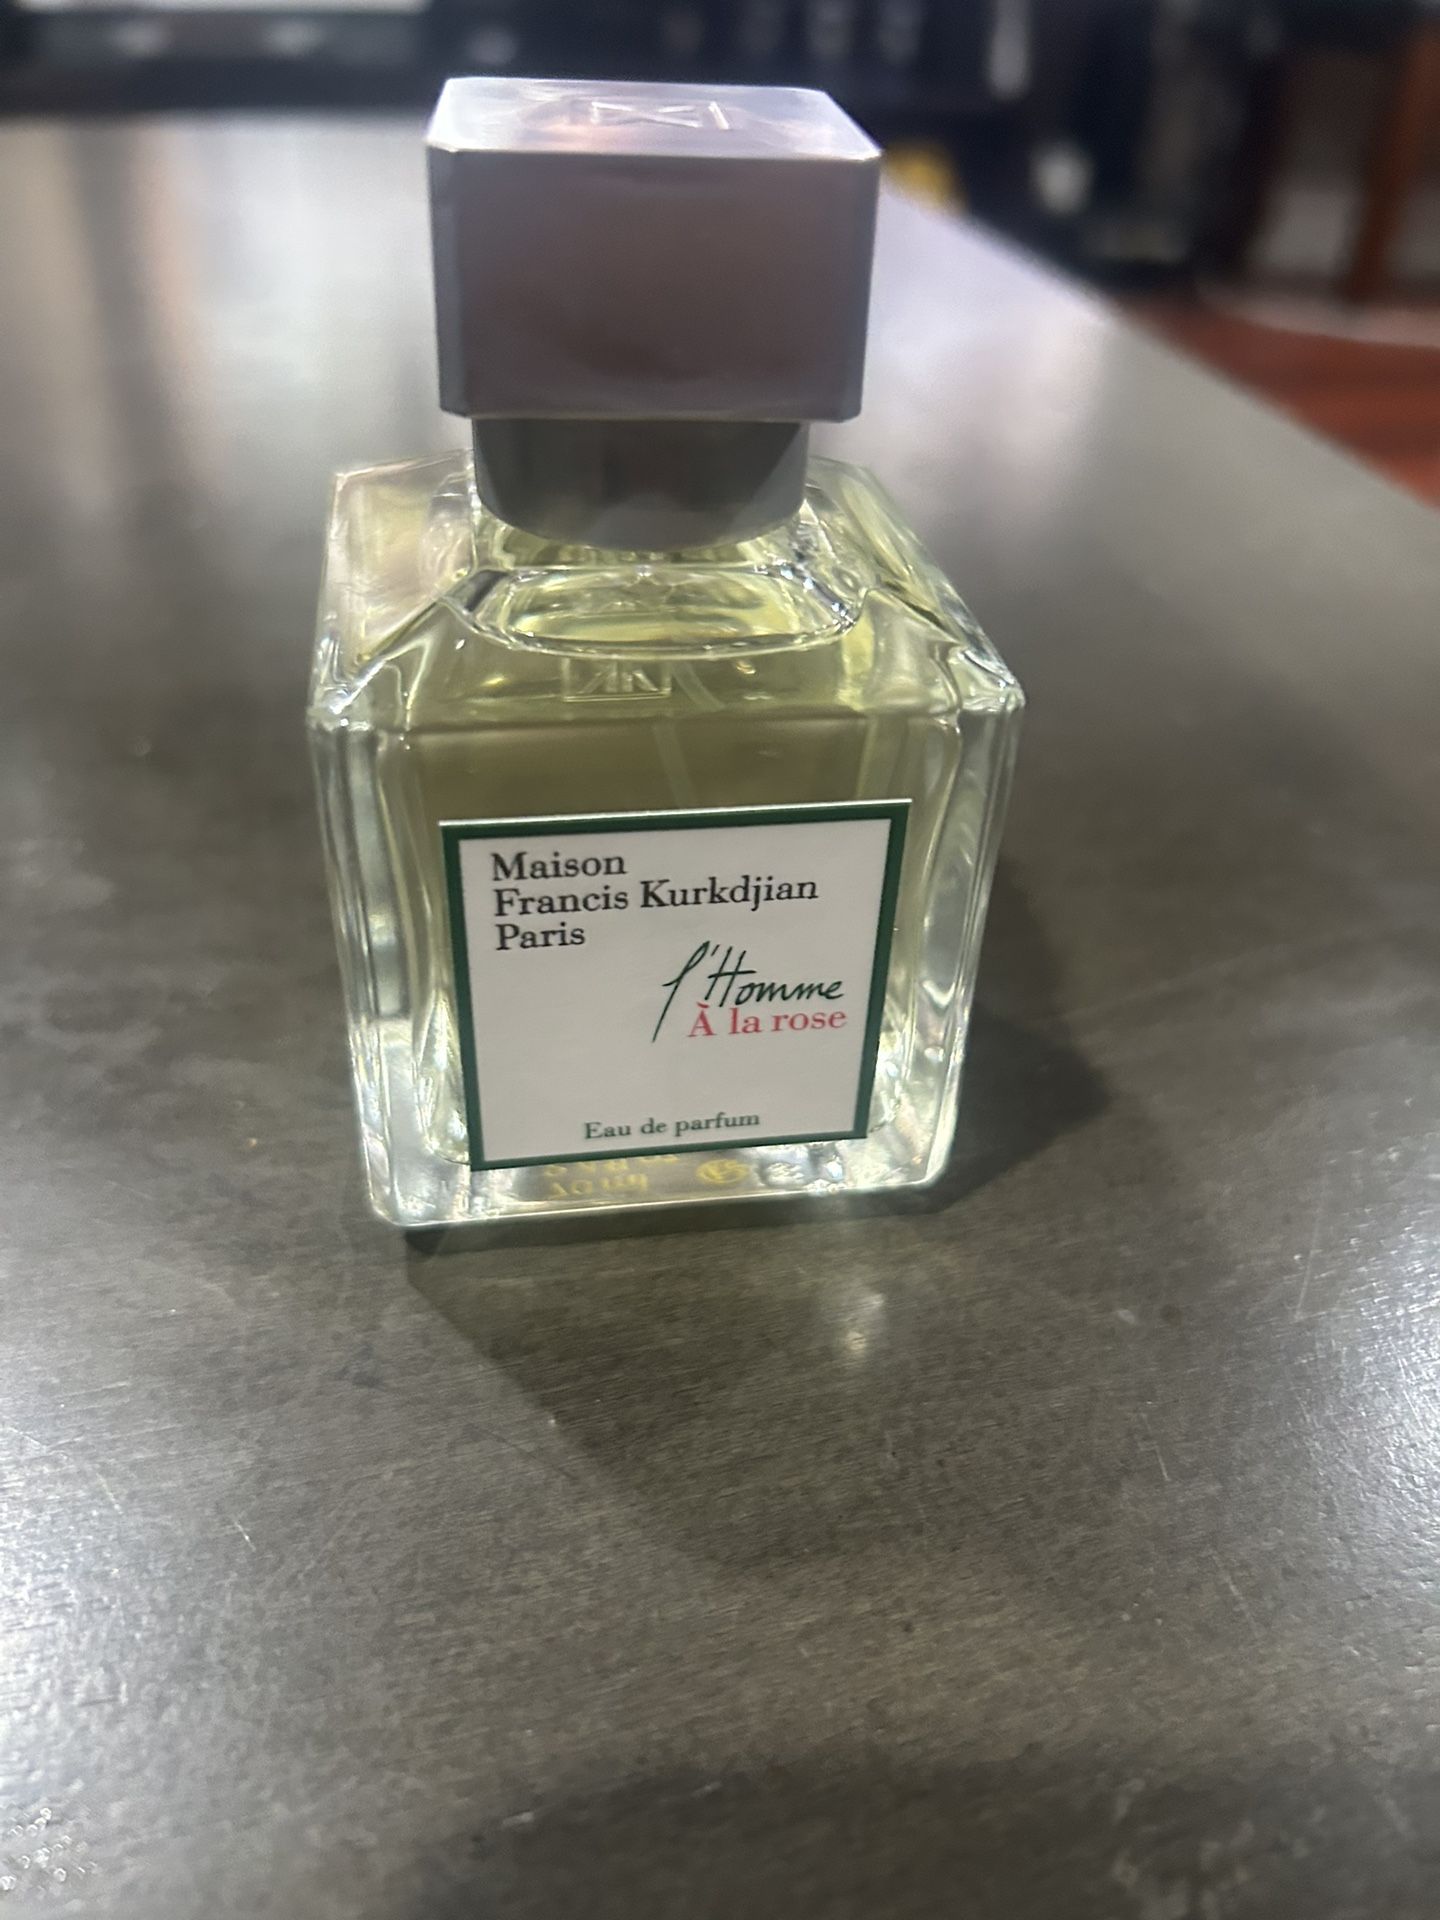 Maison
Francis Kurkdjian
Paris
l'Homme
À la rose
Eau de parfum